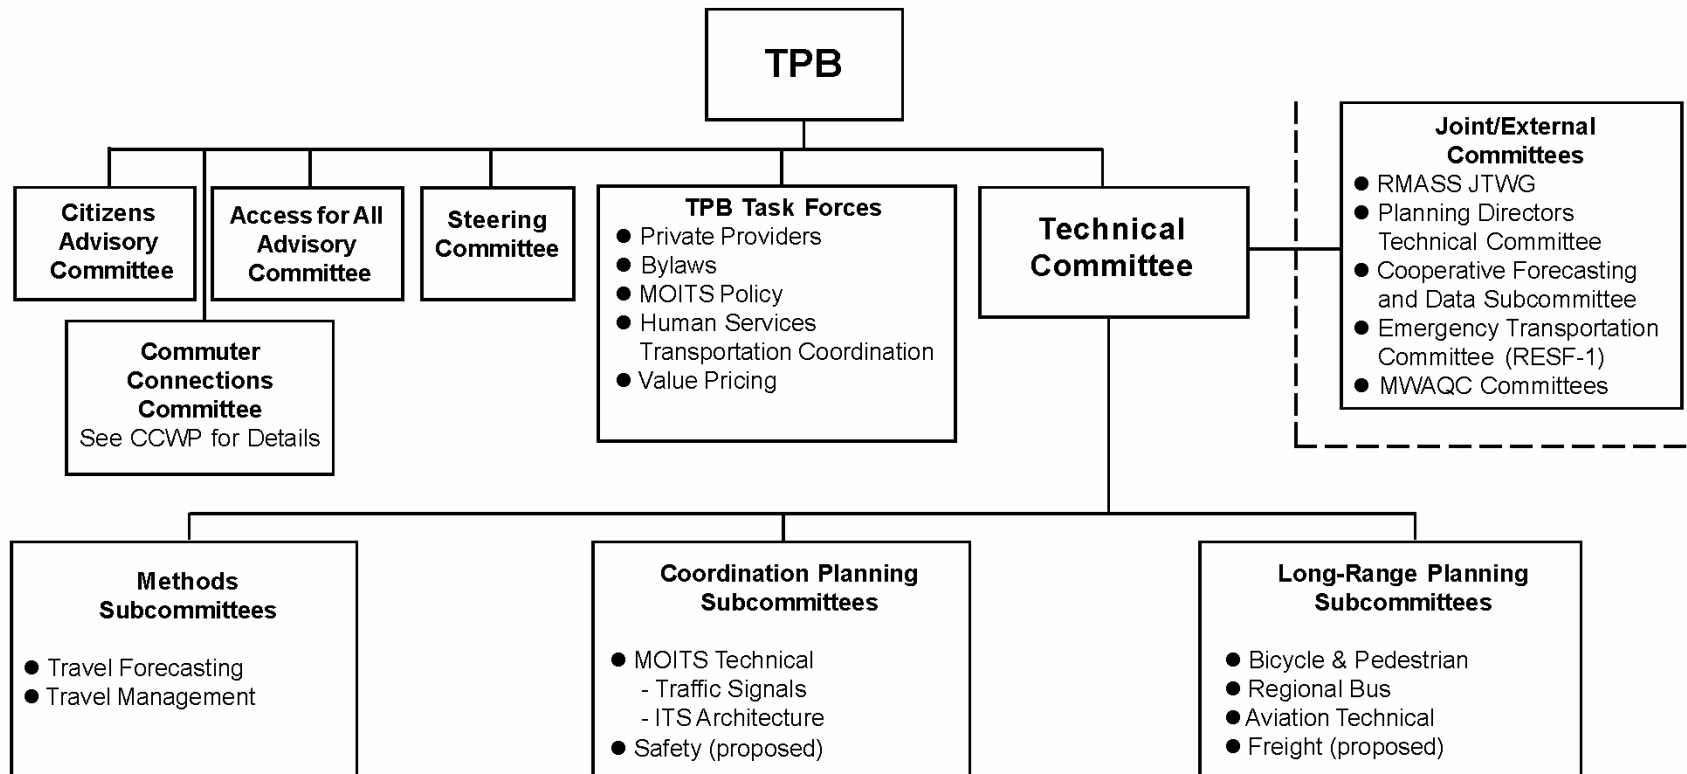 TPB
Citizens
Advisory
Committee
Access for All
Advisory
Committee
Steering
Committee
TPB Task Forces
● Private Providers
● Bylaws
● MOITS Policy
● Human Services
Transportation Coordination
● Value Pricing
Technical
Committee
Joint/External
Committees
● RMASS JTWG
● Planning Directors
Technical Committee
● Cooperative Forecasting
and Data Subcommittee
● Emergency Transportation
Committee (RESF-1)
● MWAQC Committees
Commuter
Connections
Committee
See CCWP for Details
Methods
Subcommittees
● Travel Forecasting
● Travel Management
Coordination Planning
Subcommittees
● MOITS Technical
- Traffic Signals
- ITS Architecture
● Safety (proposed)
Long-Range Planning
Subcommittees
● Bicycle & Pedestrian
● Regional Bus
● Aviation Technical
● Freight (proposed)